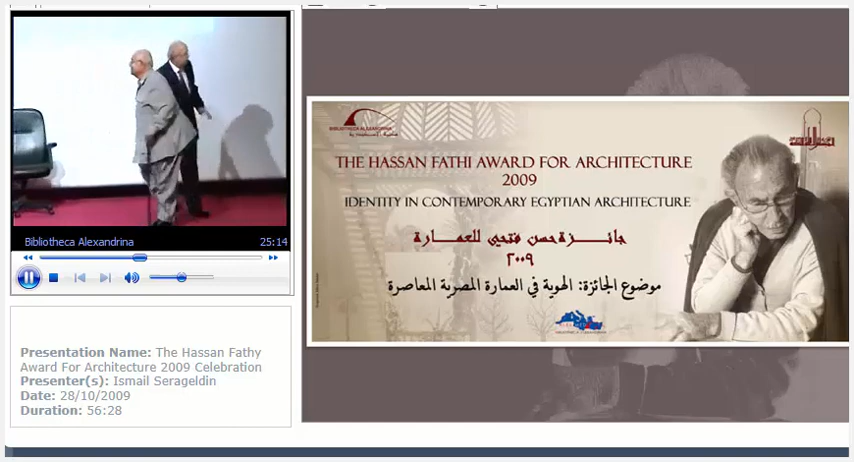 Bibliotheca Alexandrina
25:14
Presentation Name: The Hassan Fathy
Award For Architecture 2009 Celebration
Presenter(s): Ismail Serageldin
Date: 28/10/2009
Duration: 56:28
BIBLIOTHECA ALEXANDRINA
THE HASSAN FATHI AWARD FOR ARCHITECTURE
2009
IDENTITY IN CONTEMPORARY EGYPTIAN ARCHITECTURE
جائزة حسن فتحي للعمارة
٢٠٠٩
موضوع الجائزة: الهوية في العمارة المصرية المعاصرة